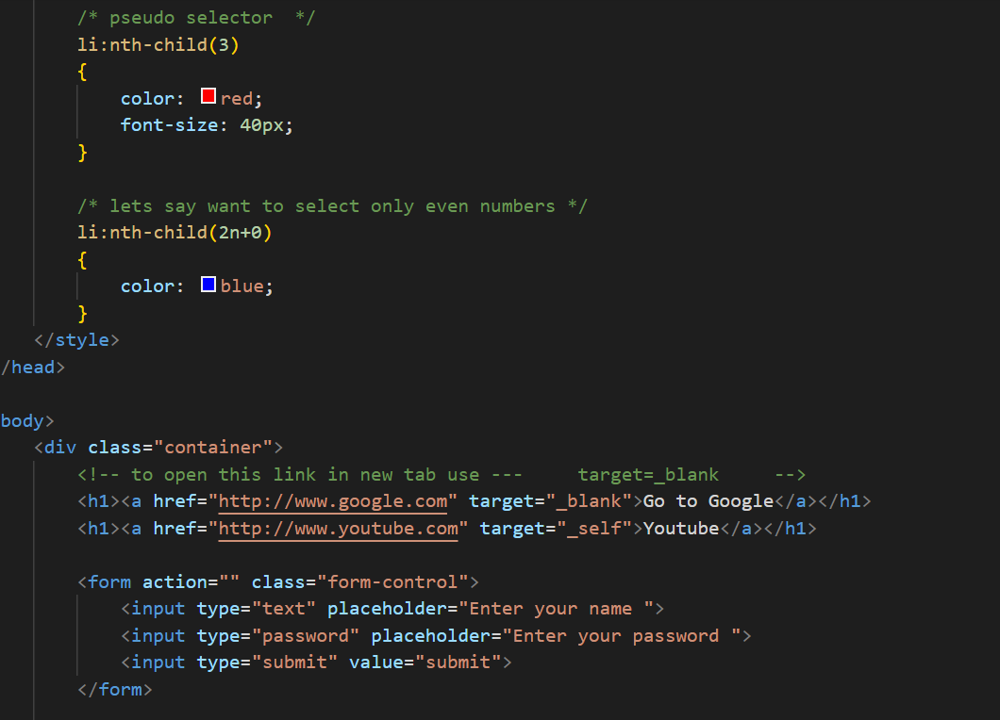 /* pseudo selector  */
li:nth-child(3)
{
color: red;
font-size: 40px;
}
/* lets say want to select only even numbers */
li:nth-child(2n+0)
{
color: blue;
}
</style>
/head>
body>
<div class="container">
<!-- to open this link in new tab use ---     target=_blank     -->
<h1><a href="http://www.google.com" target="_blank">Go to Google</a></h1>
<h1><a href="http://www.youtube.com" target="_self">Youtube</a></h1>
<form action="" class="form-control">
<input type="text" placeholder="Enter your name ">
<input type="password" placeholder="Enter your password ">
<input type="submit" value="submit">
</form>